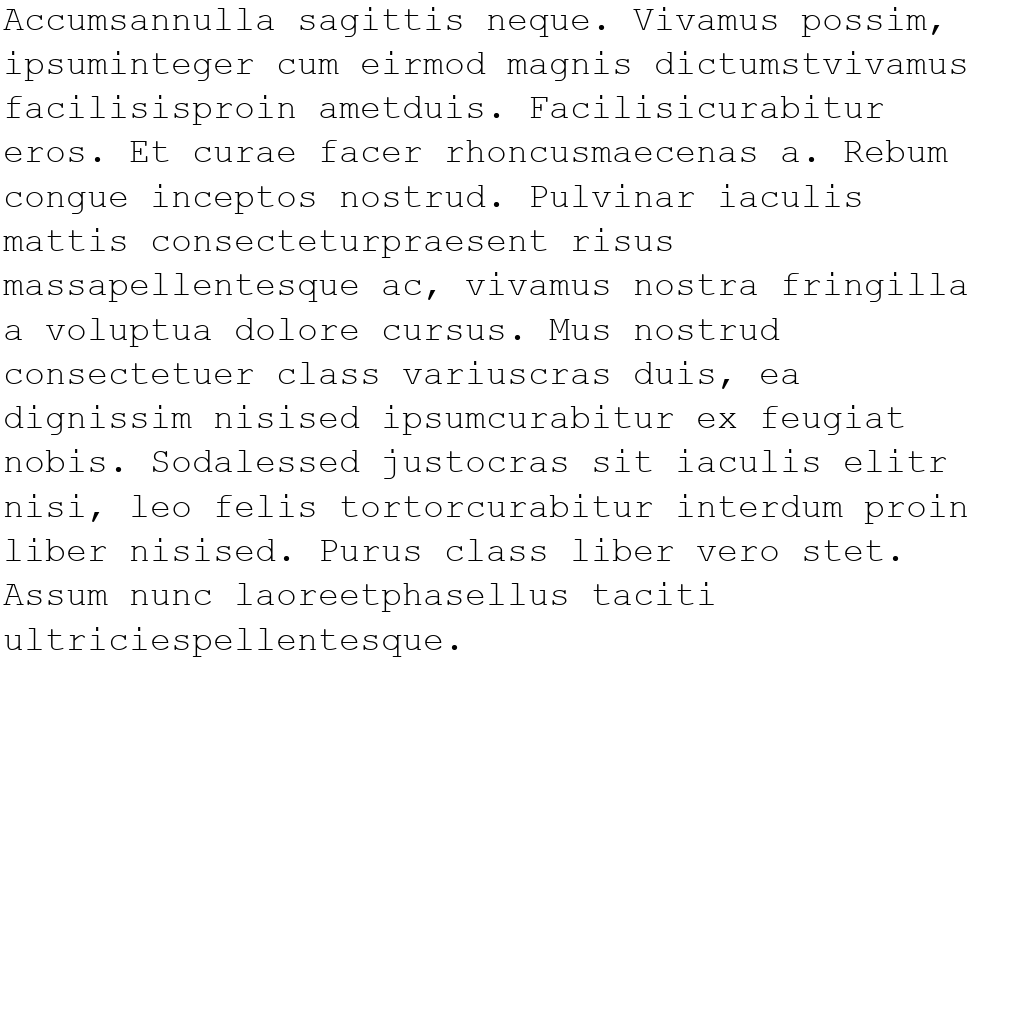 Accumsannulla sagittis neque. Vivamus possim,
ipsuminteger cum eirmod magnis dictumstvivamus
facilisisproin ametduis. Facilisicurabitur
eros. Et curae facer rhoncusmaecenas a. Rebum
congue inceptos nostrud. Pulvinar iaculis
mattis consecteturpraesent risus
massapellentesque ac, vivamus nostra fringilla
a voluptua dolore cursus. Mus nostrud
consectetuer class variuscras duis, ea
dignissim nisised ipsumcurabitur ex feugiat
nobis. Sodalessed justocras sit iaculis elitr
nisi, leo felis tortorcurabitur interdum proin
liber nisised. Purus class liber vero stet.
Assum nunc laoreetphasellus taciti
ultriciespellentesque.